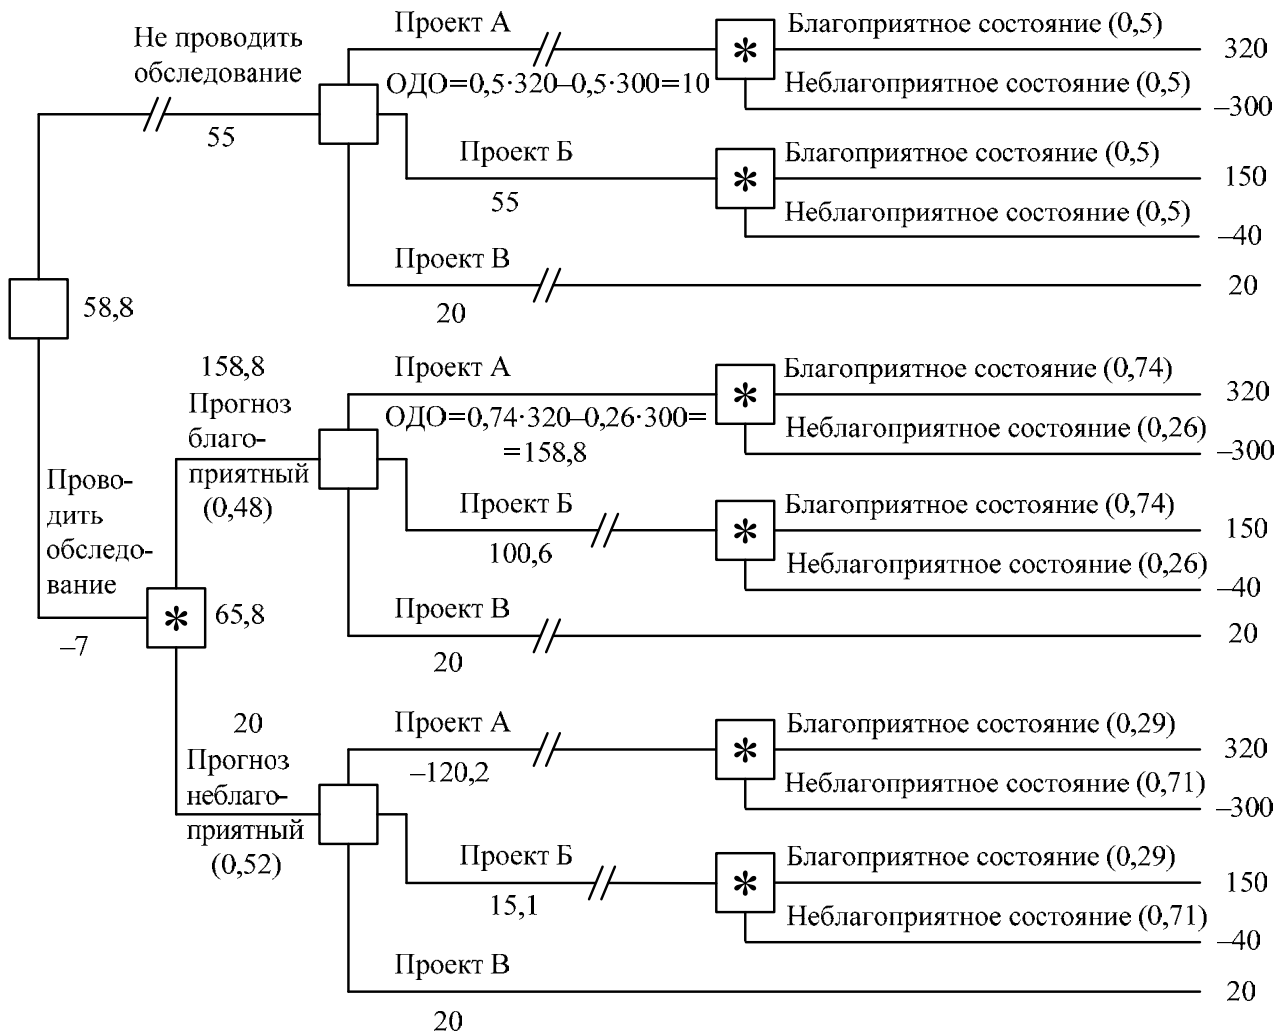 Не проводить
обследование
55
Проект А
ОДО=0,5·320–0,5·300=10
*
Благоприятное состояние (0,5)
320
Неблагоприятное состояние (0,5)
–300
Проект Б
55
*
Благоприятное состояние (0,5)
150
Неблагоприятное состояние (0,5)
–40
Проект В
20
20
58,8
Прово-
дить
обследо-
вание
–7
*
65,8
158,8
Прогноз
благо-
приятный
(0,48)
Проект А
ОДО=0,74·320–0,26·300=
=158,8
*
Благоприятное состояние (0,74)
320
Неблагоприятное состояние (0,26)
–300
Проект Б
100,6
*
Благоприятное состояние (0,74)
150
Неблагоприятное состояние (0,26)
–40
Проект В
20
20
20
Прогноз
неблаго-
приятный
(0,52)
Проект А
–120,2
*
Благоприятное состояние (0,29)
320
Неблагоприятное состояние (0,71)
–300
Проект Б
15,1
*
Благоприятное состояние (0,29)
150
Неблагоприятное состояние (0,71)
–40
Проект В
20
20